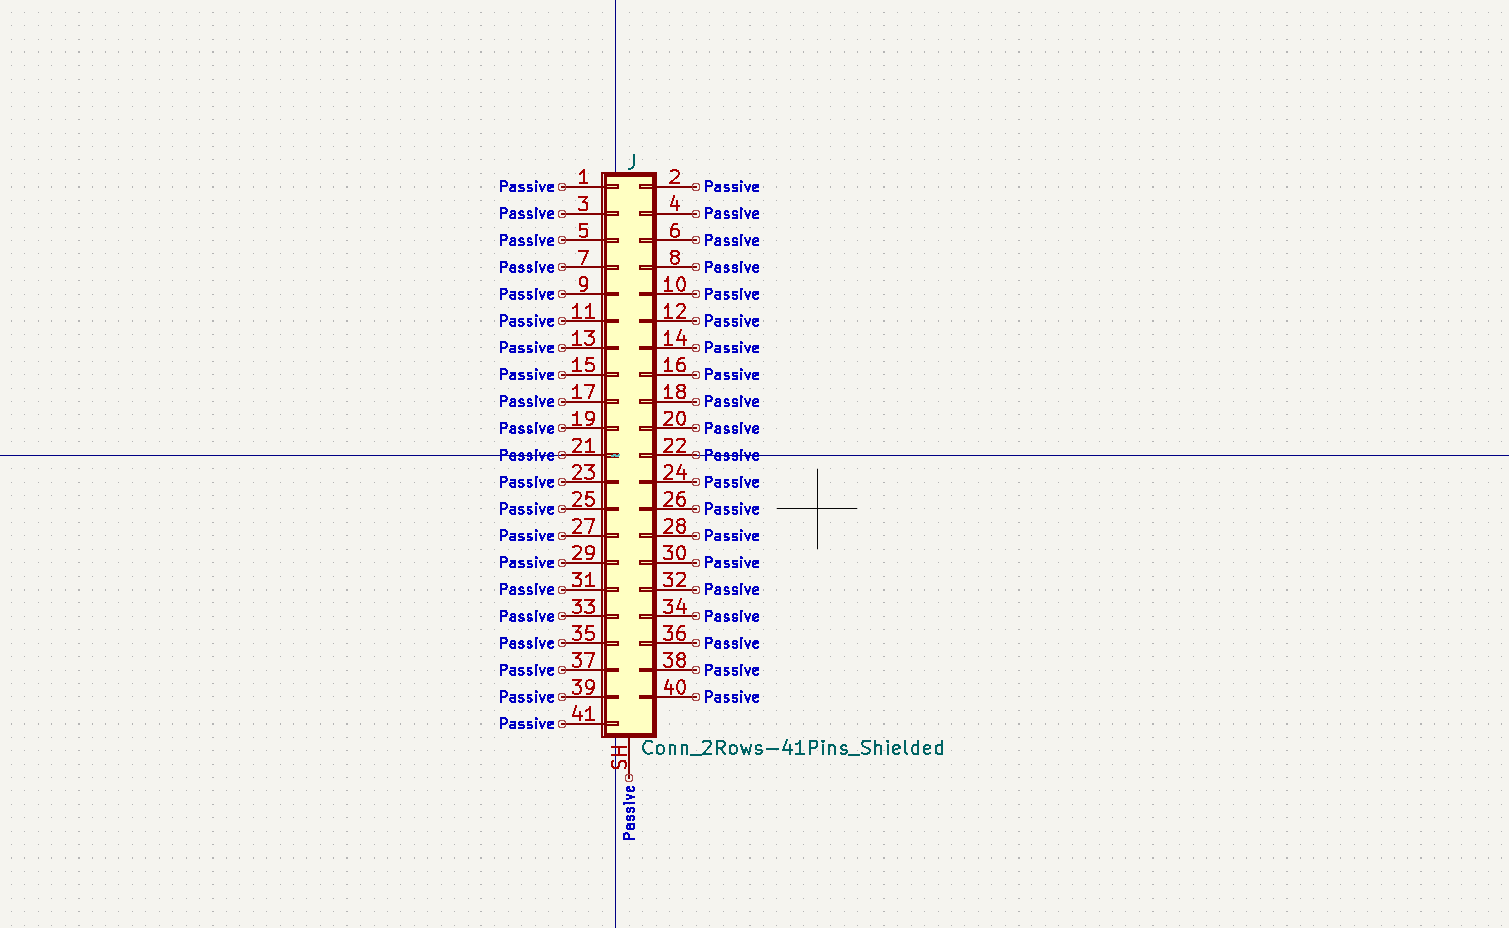 J
Passive 1 2 Passive
Passive 3 4 Passive
Passive 5 6 Passive
Passive 7 8 Passive
Passive 9 10 Passive
Passive 11 12 Passive
Passive 13 14 Passive
Passive 15 16 Passive
Passive 17 18 Passive
Passive 19 20 Passive
Passive 21 22 Passive
Passive 23 24 Passive
Passive 25 26 Passive
Passive 27 28 Passive
Passive 29 30 Passive
Passive 31 32 Passive
Passive 33 34 Passive
Passive 35 36 Passive
Passive 37 38 Passive
Passive 39 40 Passive
Passive 41
SH Conn_2Rows-41Pins_Shielded
Passive